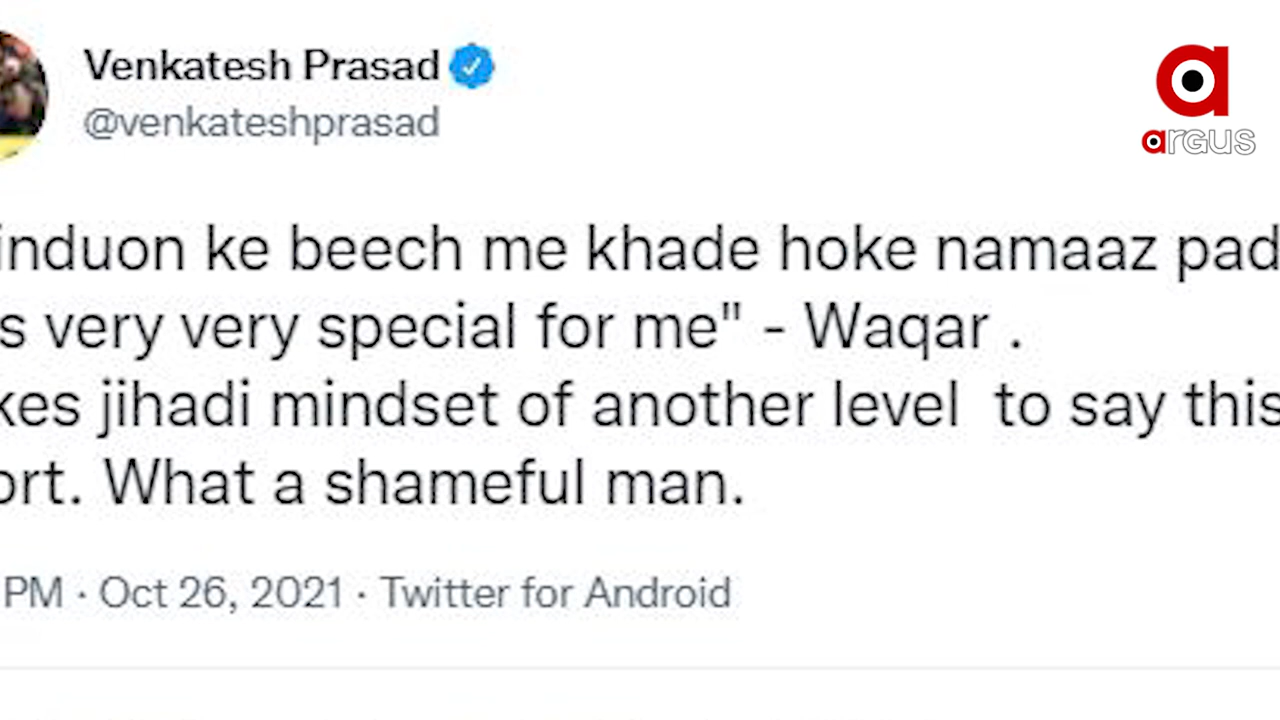 Venkatesh Prasad
@venkateshprasad
argus
induon ke beech me khade hoke namaaz pad
s very very special for me" - Waqar .
kes jihadi mindset of another level to say this
ort. What a shameful man.
PM · Oct 26, 2021 · Twitter for Android